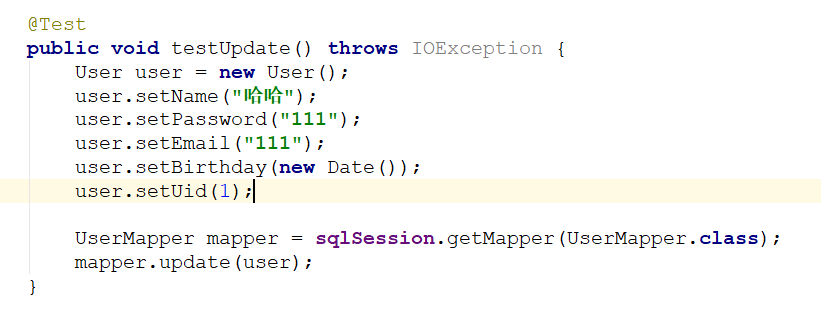 @Test
public void testUpdate() throws IOException {
    User user = new User();
    user.setName("哈哈");
    user.setPassword("111");
    user.setEmail("111");
    user.setBirthday(new Date());
    user.setUid(1);
    UserMapper mapper = sqlSession.getMapper(UserMapper.class);
    mapper.update(user);
}